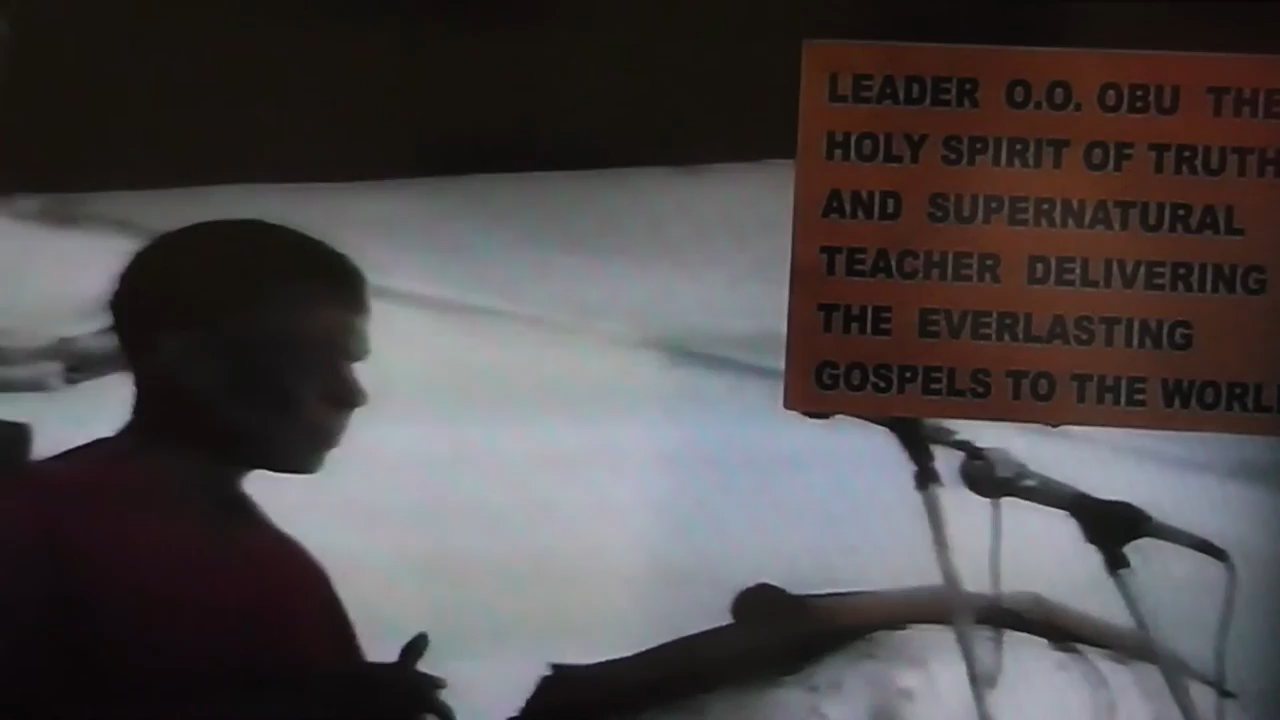 LEADER O.O. OBU THE
HOLY SPIRIT OF TRUTH
AND SUPERNATURAL
TEACHER DELIVERING
THE EVERLASTING
GOSPELS TO THE WORL